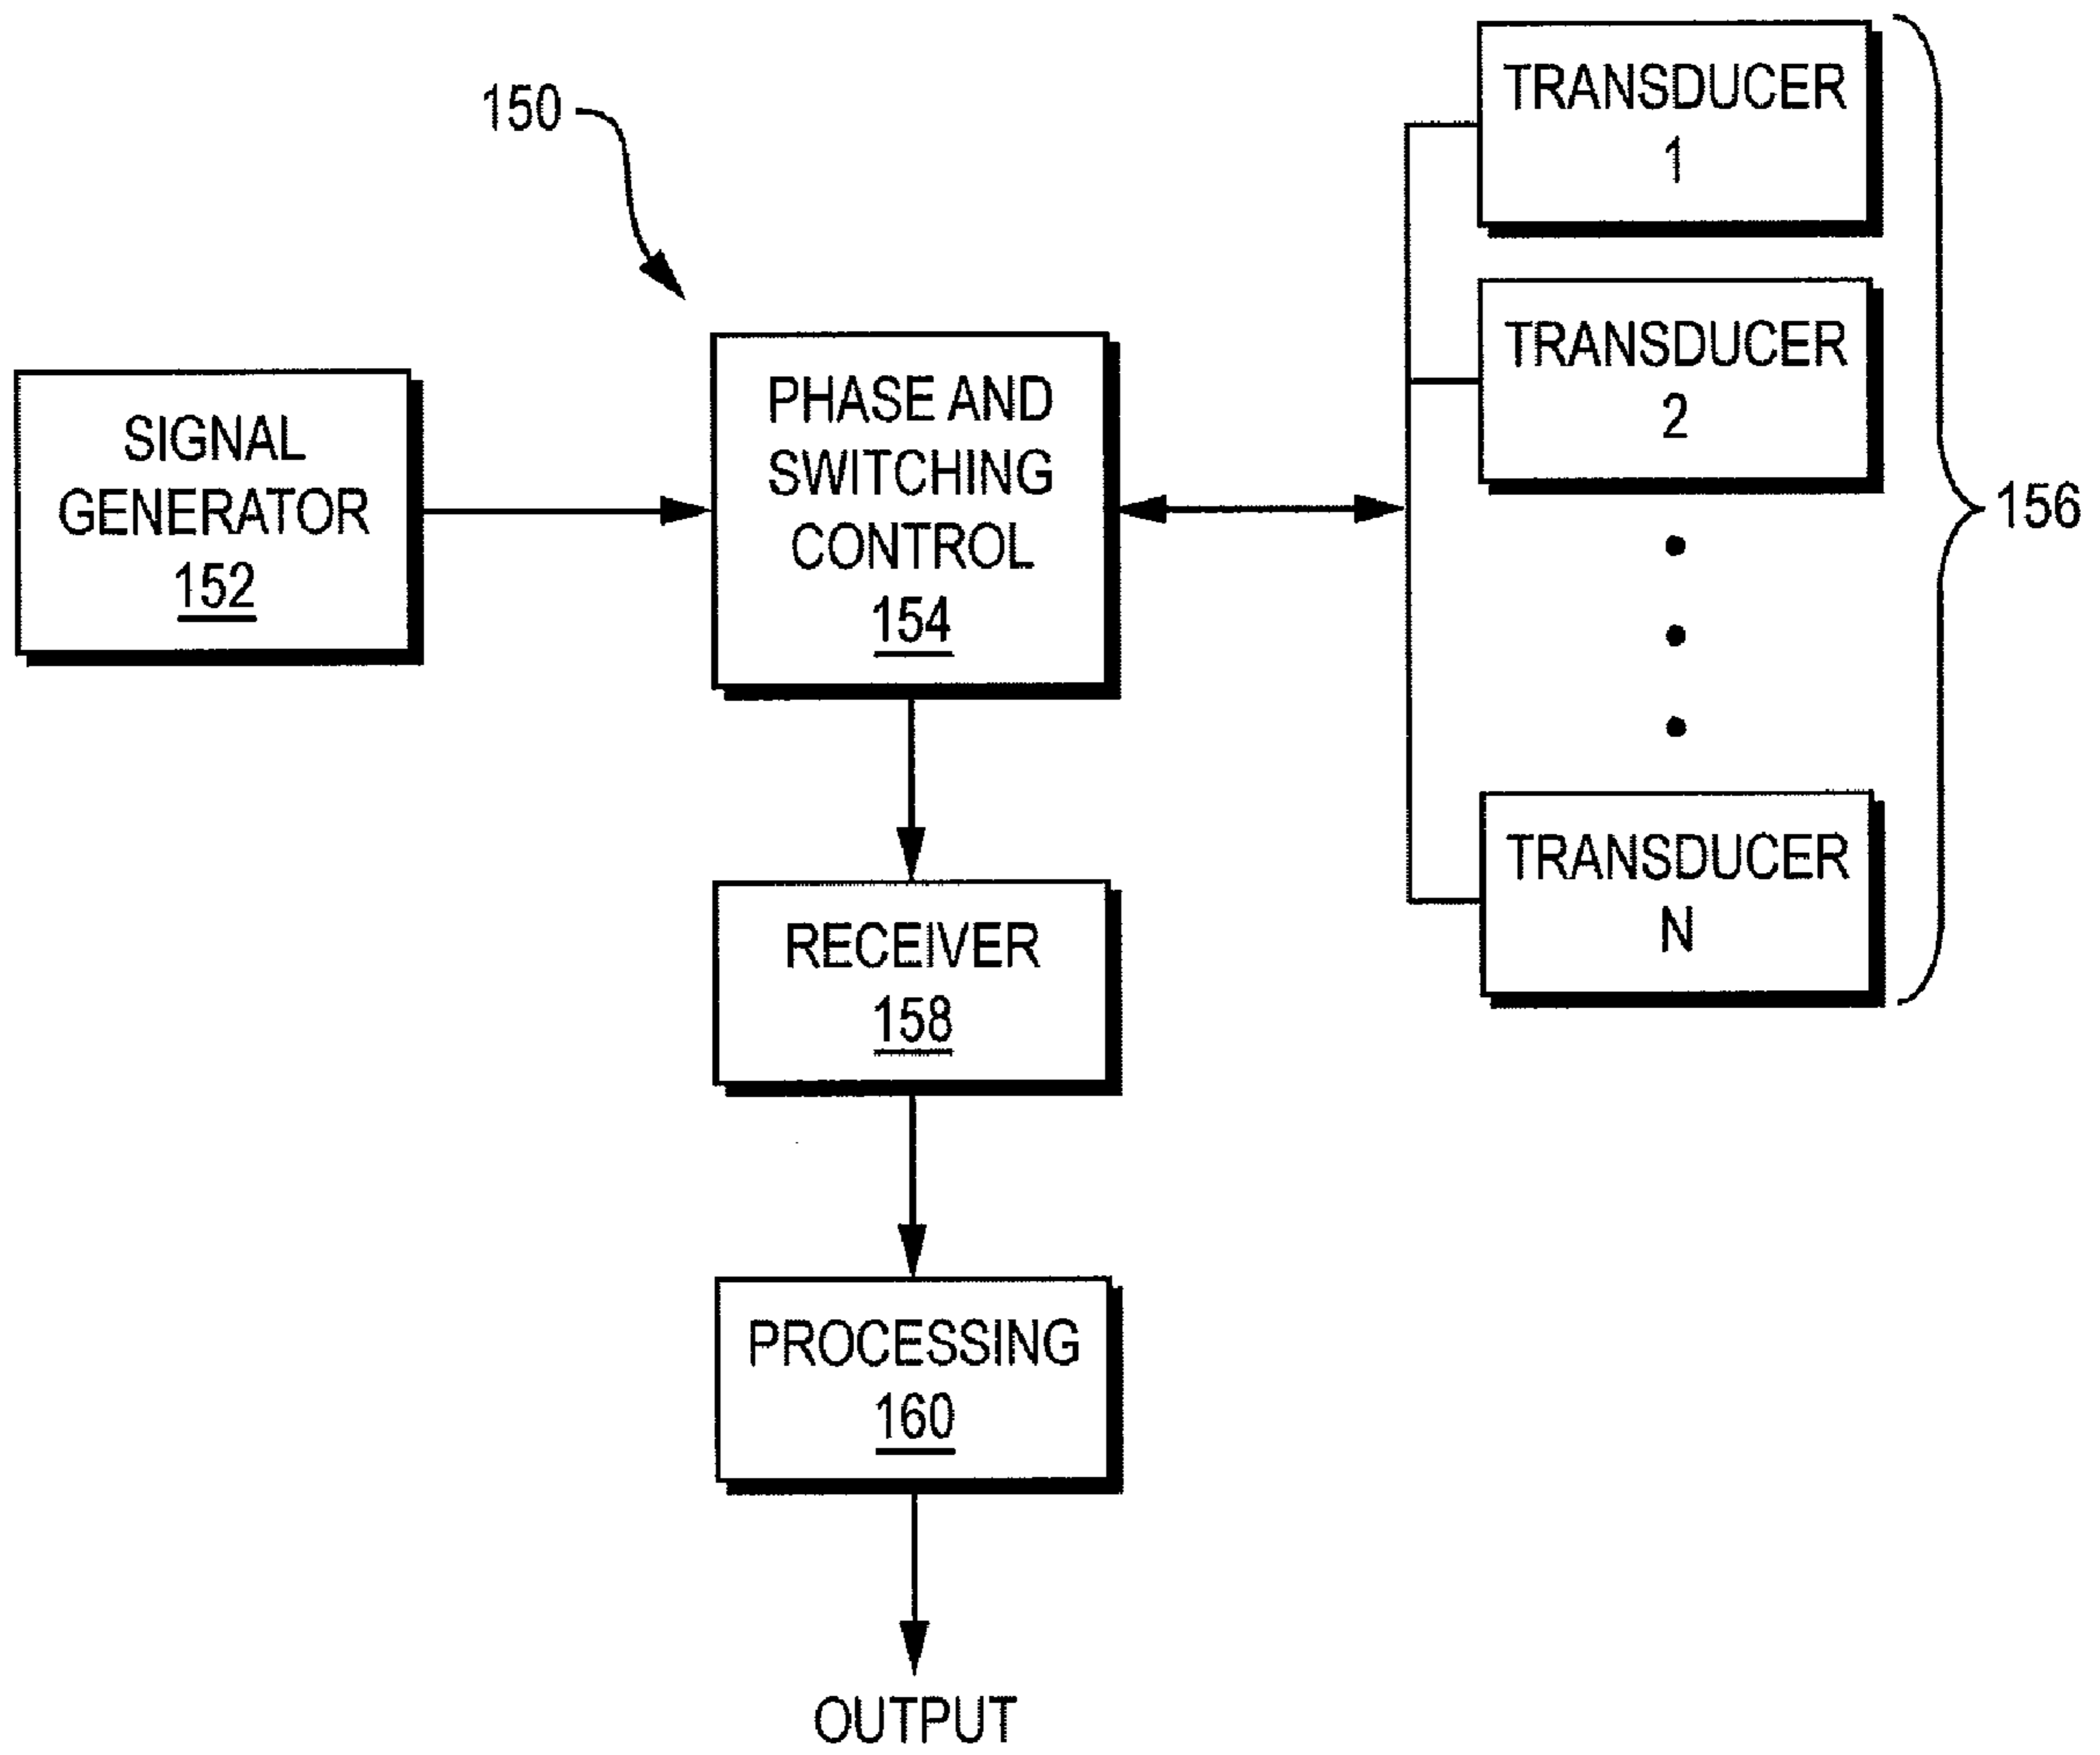 150
SIGNAL
GENERATOR
152
PHASE AND
SWITCHING
CONTROL
154
TRANSDUCER
1
TRANSDUCER
2
TRANSDUCER
N
156
RECEIVER
158
PROCESSING
160
OUTPUT